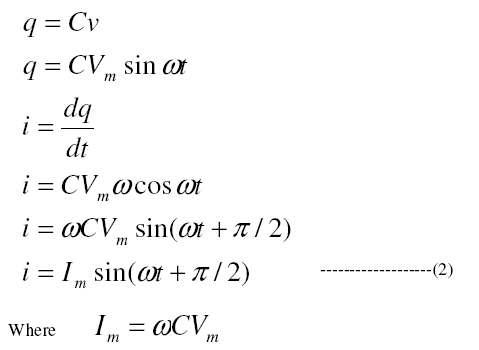 q = Cv
q = CV_m sin ωt
i = dq/dt
i = CV_m ω cos ωt
i = ωCV_m sin(ωt + π / 2)
i = I_m sin(ωt + π / 2) -------------------(2)
Where I_m = ωCV_m